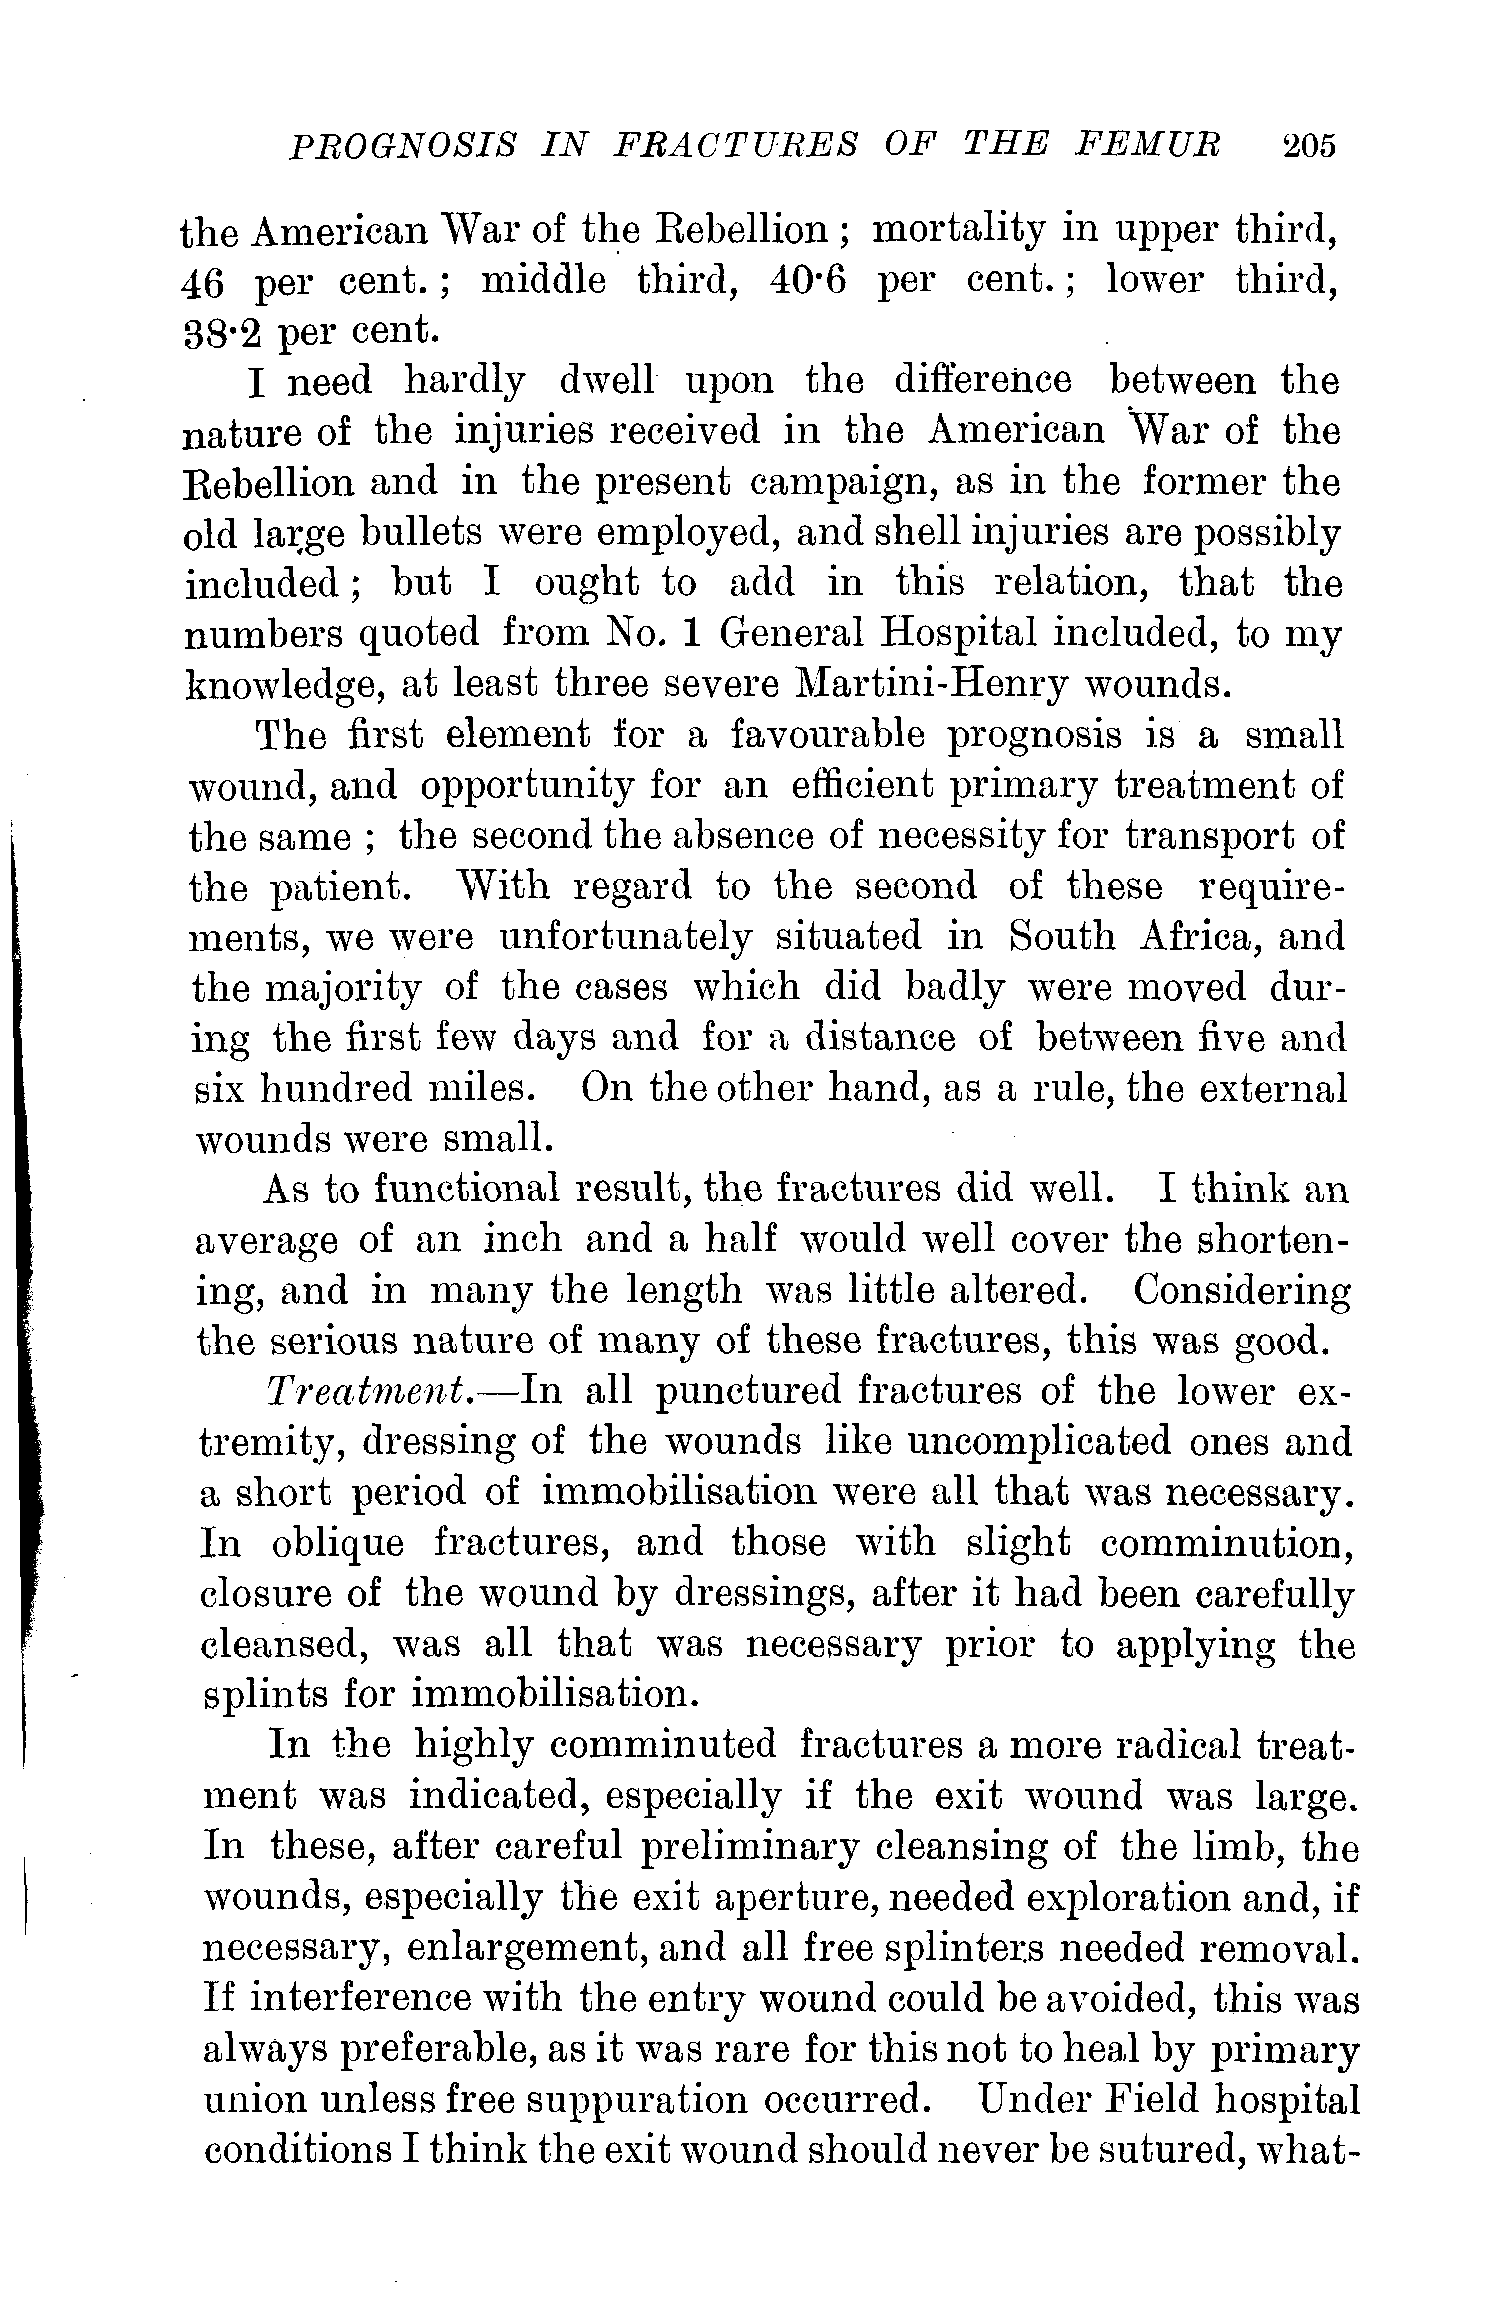 PROGNOSIS IN FRACTURES OF THE FEMUR 205
the American War of the Rebellion ; mortality in upper third,
46 per cent. ; middle third, 40·6 per cent. ; lower third,
38·2 per cent.
I need hardly dwell upon the difference between the
nature of the injuries received in the American War of the
Rebellion and in the present campaign, as in the former the
old large bullets were employed, and shell injuries are possibly
included ; but I ought to add in this relation, that the
numbers quoted from No. 1 General Hospital included, to my
knowledge, at least three severe Martini-Henry wounds.
The first element for a favourable prognosis is a small
wound, and opportunity for an efficient primary treatment of
the same ; the second the absence of necessity for transport of
the patient. With regard to the second of these require-
ments, we were unfortunately situated in South Africa, and
the majority of the cases which did badly were moved dur-
ing the first few days and for a distance of between five and
six hundred miles. On the other hand, as a rule, the external
wounds were small.
As to functional result, the fractures did well. I think an
average of an inch and a half would well cover the shorten-
ing, and in many the length was little altered. Considering
the serious nature of many of these fractures, this was good.
Treatment.—In all punctured fractures of the lower ex-
tremity, dressing of the wounds like uncomplicated ones and
a short period of immobilisation were all that was necessary.
In oblique fractures, and those with slight comminution,
closure of the wound by dressings, after it had been carefully
cleansed, was all that was necessary prior to applying the
splints for immobilisation.
In the highly comminuted fractures a more radical treat-
ment was indicated, especially if the exit wound was large.
In these, after careful preliminary cleansing of the limb, the
wounds, especially the exit aperture, needed exploration and, if
necessary, enlargement, and all free splinters needed removal.
If interference with the entry wound could be avoided, this was
always preferable, as it was rare for this not to heal by primary
union unless free suppuration occurred. Under Field hospital
conditions I think the exit wound should never be sutured, what-